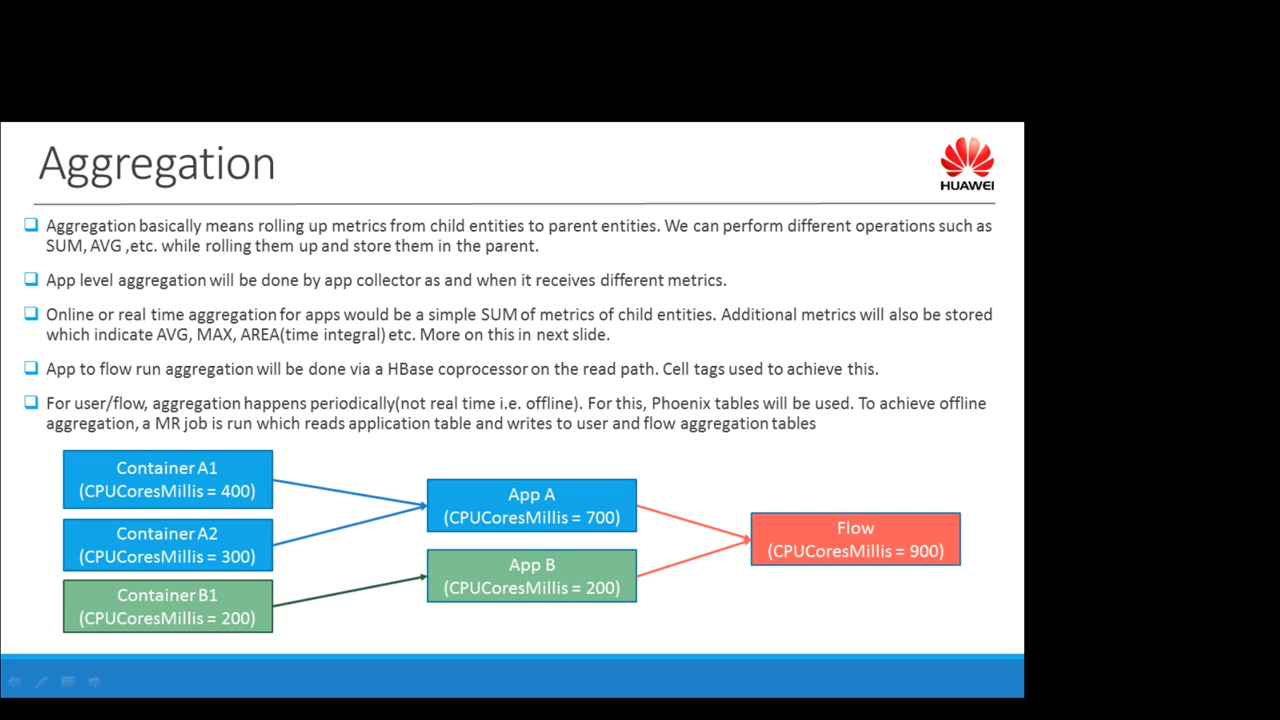 Aggregation
HUAWEI
Aggregation basically means rolling up metrics from child entities to parent entities. We can perform different operations such as
SUM, AVG ,etc. while rolling them up and store them in the parent.
App level aggregation will be done by app collector as and when it receives different metrics.
Online or real time aggregation for apps would be a simple SUM of metrics of child entities. Additional metrics will also be stored
which indicate AVG, MAX, AREA(time integral) etc. More on this in next slide.
App to flow run aggregation will be done via a HBase coprocessor on the read path. Cell tags used to achieve this.
For user/flow, aggregation happens periodically(not real time i.e. offline). For this, Phoenix tables will be used. To achieve offline
aggregation, a MR job is run which reads application table and writes to user and flow aggregation tables
Container A1
(CPUCoresMillis = 400)
Container A2
(CPUCoresMillis = 300)
Container B1
(CPUCoresMillis = 200)
App A
(CPUCoresMillis = 700)
App B
(CPUCoresMillis = 200)
Flow
(CPUCoresMillis = 900)